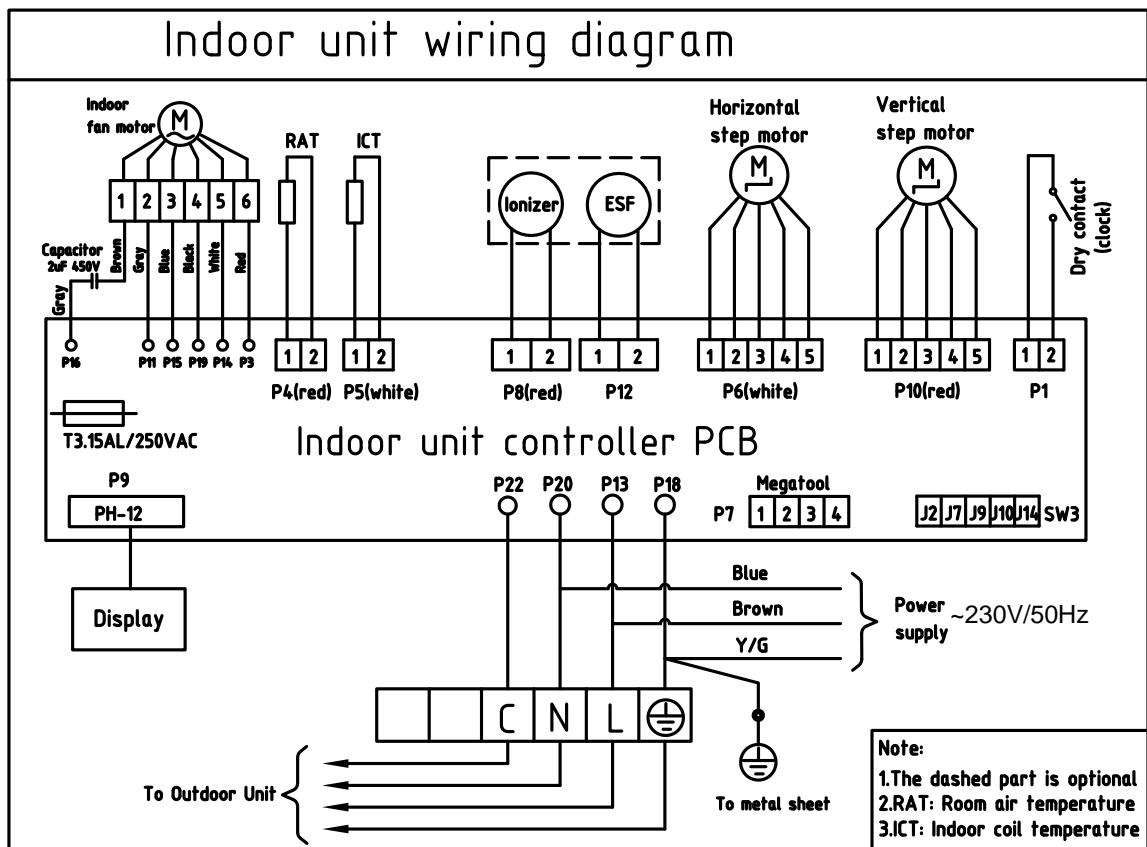 Indoor unit wiring diagram
Indoor
fan motor
M
RAT
ICT
Horizontal
step motor
M
Vertical
step motor
M
1 2 3 4 5 6
Ionizer
ESF
Dry contact
(clock)
Capacitor
2uF 450V
Gray
Brown
Gray
Blue
Black
White
Red
P16
P11
P15
P19
P14
P3
1 2
1 2
1 2
1 2
1 2 3 4 5
1 2 3 4 5
1 2
P4(red)
P5(white)
P8(red)
P12
P6(white)
P10(red)
P1
T3.15AL/250VAC
Indoor unit controller PCB
P9
PH-12
P22
P20
P13
P18
Megatool
P7
1 2 3 4
J2 J7 J9 J10 J14 SW3
Display
Blue
Brown
Y/G
Power
supply
~230V/50Hz
C N L
To Outdoor Unit
To metal sheet
Note:
1.The dashed part is optional
2.RAT: Room air temperature
3.ICT: Indoor coil temperature